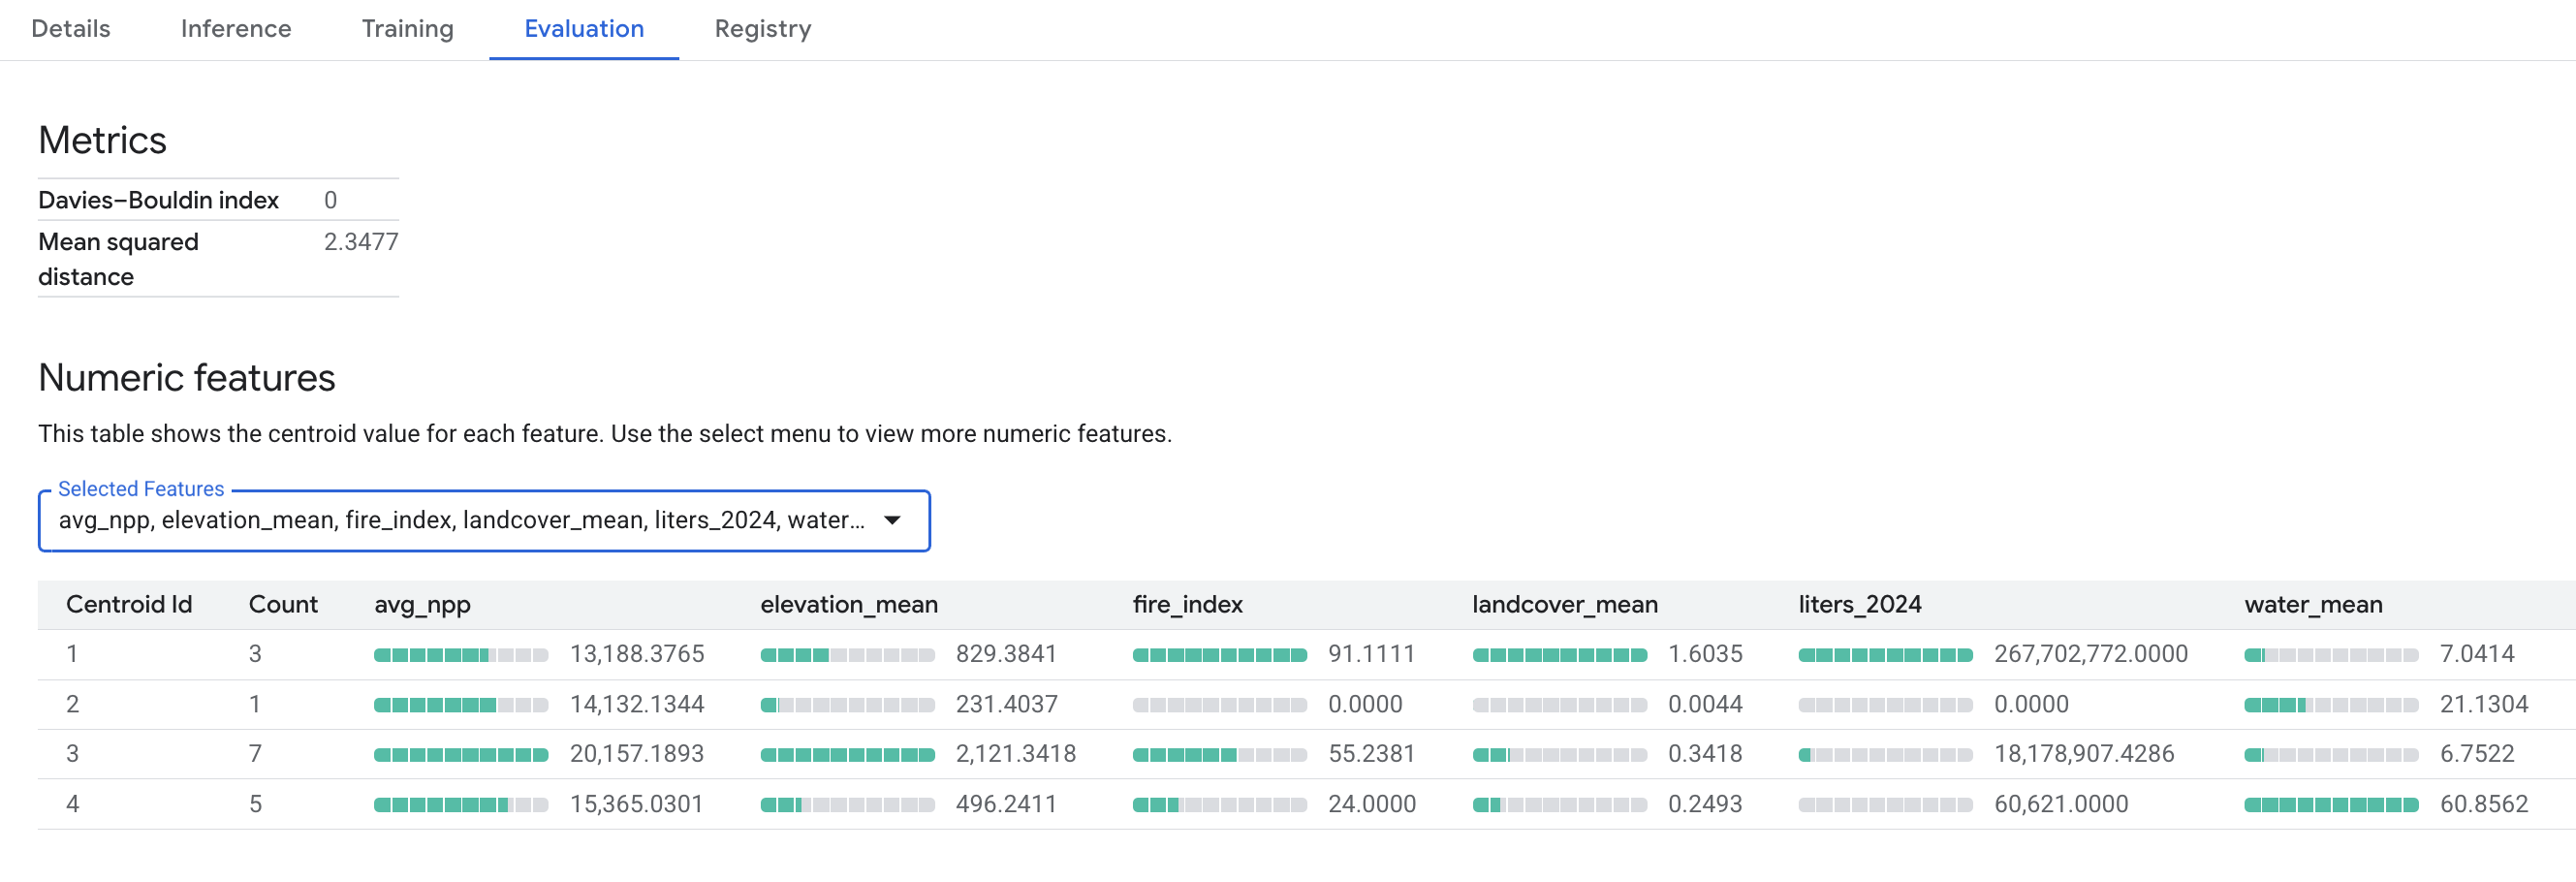 Details Inference Training Evaluation Registry
Metrics
Davies–Bouldin index 0
Mean squared 2.3477
distance
Numeric features
This table shows the centroid value for each feature. Use the select menu to view more numeric features.
Selected Features
avg_npp, elevation_mean, fire_index, landcover_mean, liters_2024, water...
Centroid Id Count avg_npp elevation_mean fire_index landcover_mean liters_2024 water_mean
1 3 13,188.3765 829.3841 91.1111 1.6035 267,702,772.0000 7.0414
2 1 14,132.1344 231.4037 0.0000 0.0044 0.0000 21.1304
3 7 20,157.1893 2,121.3418 55.2381 0.3418 18,178,907.4286 6.7522
4 5 15,365.0301 496.2411 24.0000 0.2493 60,621.0000 60.8562